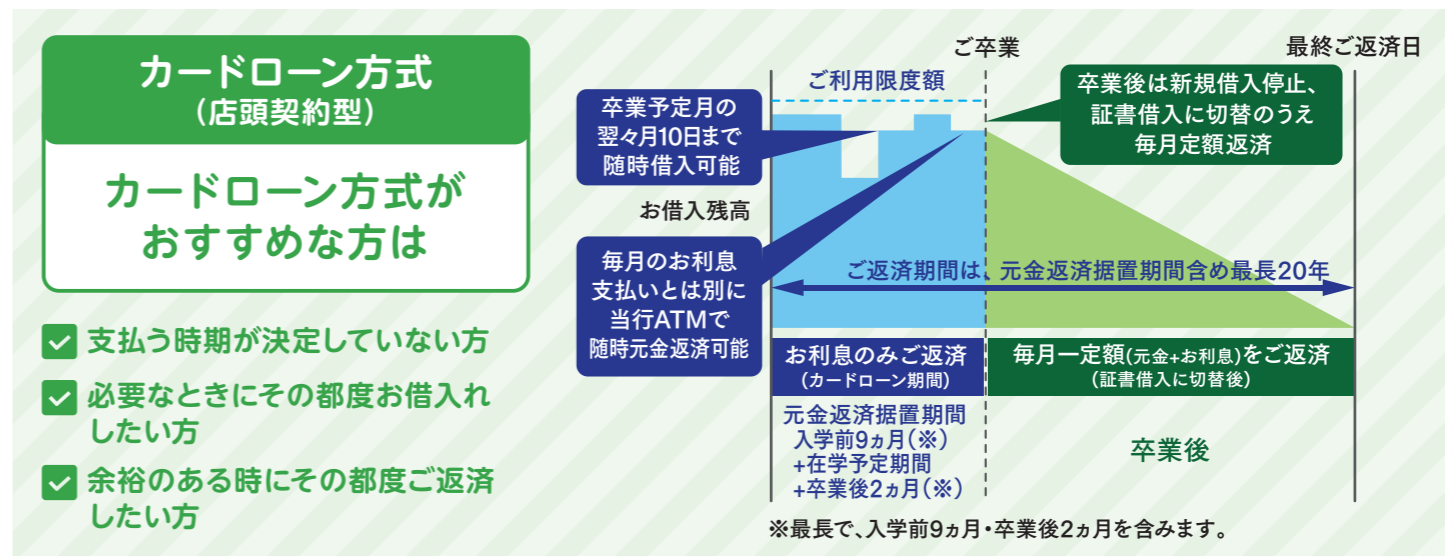 カードローン方式
(店頭契約型)
カードローン方式が
おすすめな方は
支払う時期が決定していない方
必要なときにその都度お借入れ
したい方
余裕のある時にその都度ご返済
したい方
ご卒業
最終ご返済日
ご利用限度額
卒業予定月の
翌々月10日まで
随時借入可能
卒業後は新規借入停止、
証書借入に切替のうえ
毎月定額返済
お借入残高
毎月のお利息
支払いとは別に
当行ATMで
随時元金返済可能
ご返済期間は、元金返済据置期間含め最長20年
お利息のみご返済
(カードローン期間)
毎月一定額(元金+お利息)をご返済
(証書借入に切替後)
元金返済据置期間
入学前9ヵ月(※)
+在学予定期間
+卒業後2ヵ月(※)
卒業後
※最長で、入学前9ヵ月・卒業後2ヵ月を含みます。